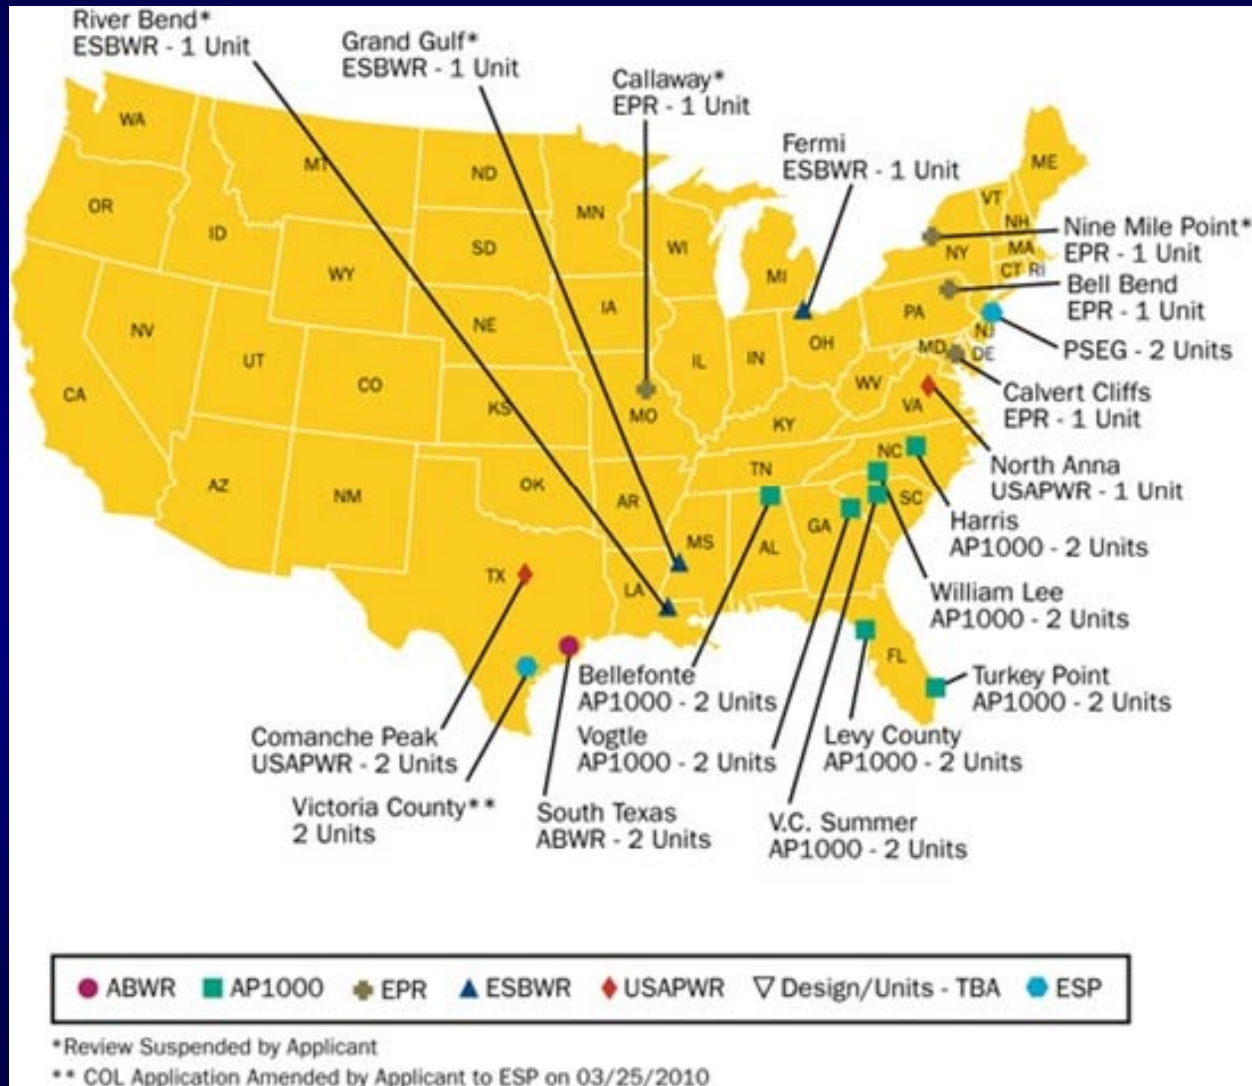 River Bend*
ESBWR - 1 Unit
Grand Gulf*
ESBWR - 1 Unit
Callaway*
EPR - 1 Unit
Fermi
ESBWR - 1 Unit
Nine Mile Point*
EPR - 1 Unit
Bell Bend
EPR - 1 Unit
PSEG - 2 Units
Calvert Cliffs
EPR - 1 Unit
North Anna
USAPWR - 1 Unit
Harris
AP1000 - 2 Units
William Lee
AP1000 - 2 Units
Turkey Point
AP1000 - 2 Units
Levy County
AP1000 - 2 Units
V.C. Summer
AP1000 - 2 Units
Bellefonte
AP1000 - 2 Units
Vogtle
AP1000 - 2 Units
South Texas
ABWR - 2 Units
Comanche Peak
USAPWR - 2 Units
Victoria County**
2 Units
WA
MT
ND
MN
OR
ID
SD
WI
WY
MI
NY
VT
ME
NH
MA
CT RI
NV
UT
CO
NE
IA
IL
IN
OH
PA
NJ
MD
DE
CA
KS
MO
KY
WV
VA
AZ
NM
OK
AR
TN
NC
SC
TX
LA
MS
AL
GA
FL
ABWR AP1000 EPR ESBWR USAPWR Design/Units - TBA ESP
*Review Suspended by Applicant
** COL Application Amended by Applicant to ESP on 03/25/2010